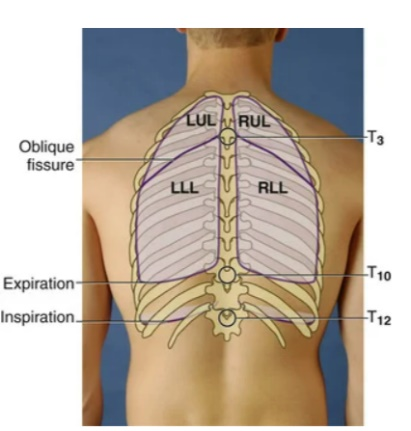 LUL RUL
T3
Oblique
fissure
LLL RLL
T10
Expiration
Inspiration
T12